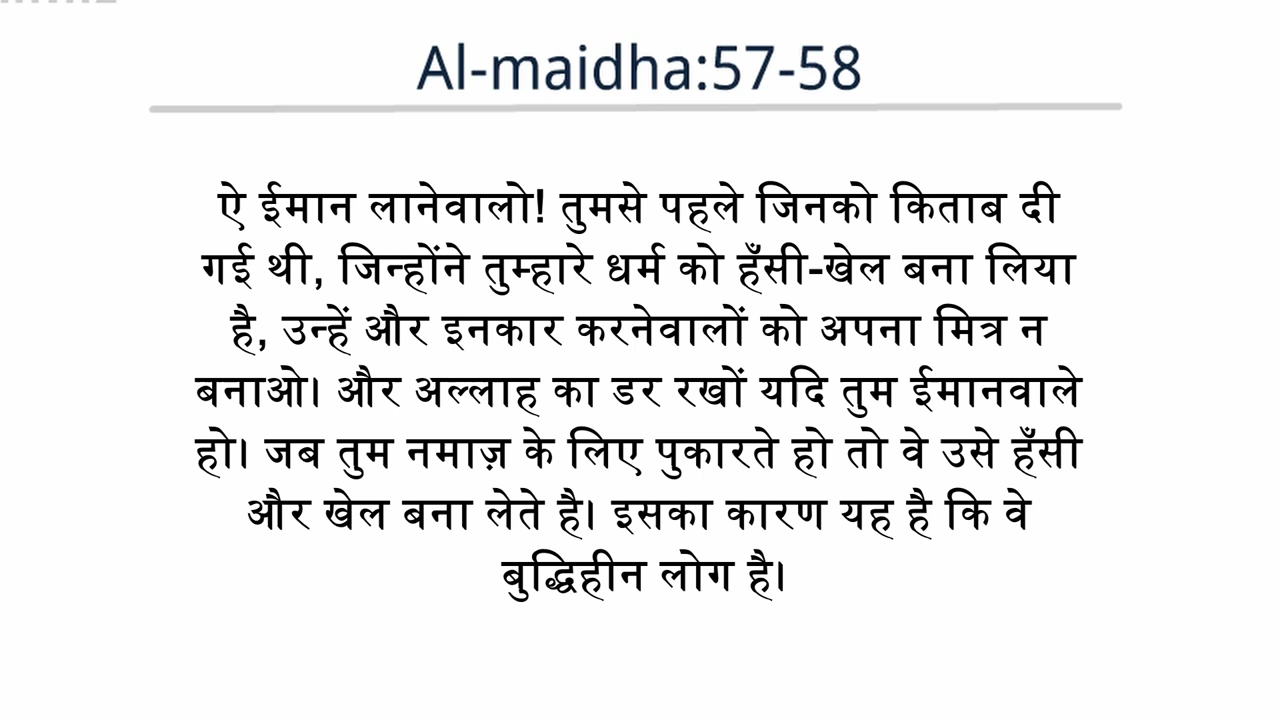 Al-maidha:57-58
ऐ ईमान लानेवालो! तुमसे पहले जिनको किताब दी
गई थी, जिन्होंने तुम्हारे धर्म को हँसी-खेल बना लिया
है, उन्हें और इनकार करनेवालों को अपना मित्र न
बनाओ। और अल्लाह का डर रखों यदि तुम ईमानवाले
हो। जब तुम नमाज़ के लिए पुकारते हो तो वे उसे हँसी
और खेल बना लेते है। इसका कारण यह है कि वे
बुद्धिहीन लोग है।